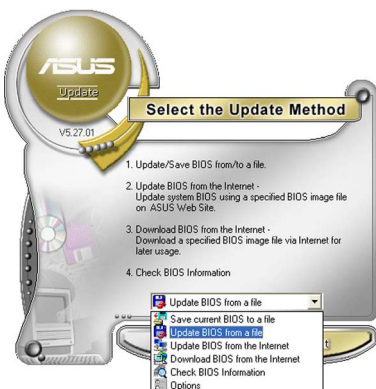 ASUS
Update
V5.27.01
Select the Update Method
1. Update/Save BIOS from/to a file.
2. Update BIOS from the Internet -
Update system BIOS using a specified BIOS image file
on ASUS Web Site.
3. Download BIOS from the Internet -
Download a specified BIOS image file via Internet for
later usage.
4. Check BIOS Information
Update BIOS from a file
Save current BIOS to a file
Update BIOS from a file
Update BIOS from the Internet
Download BIOS from the Internet
Check BIOS Information
Options